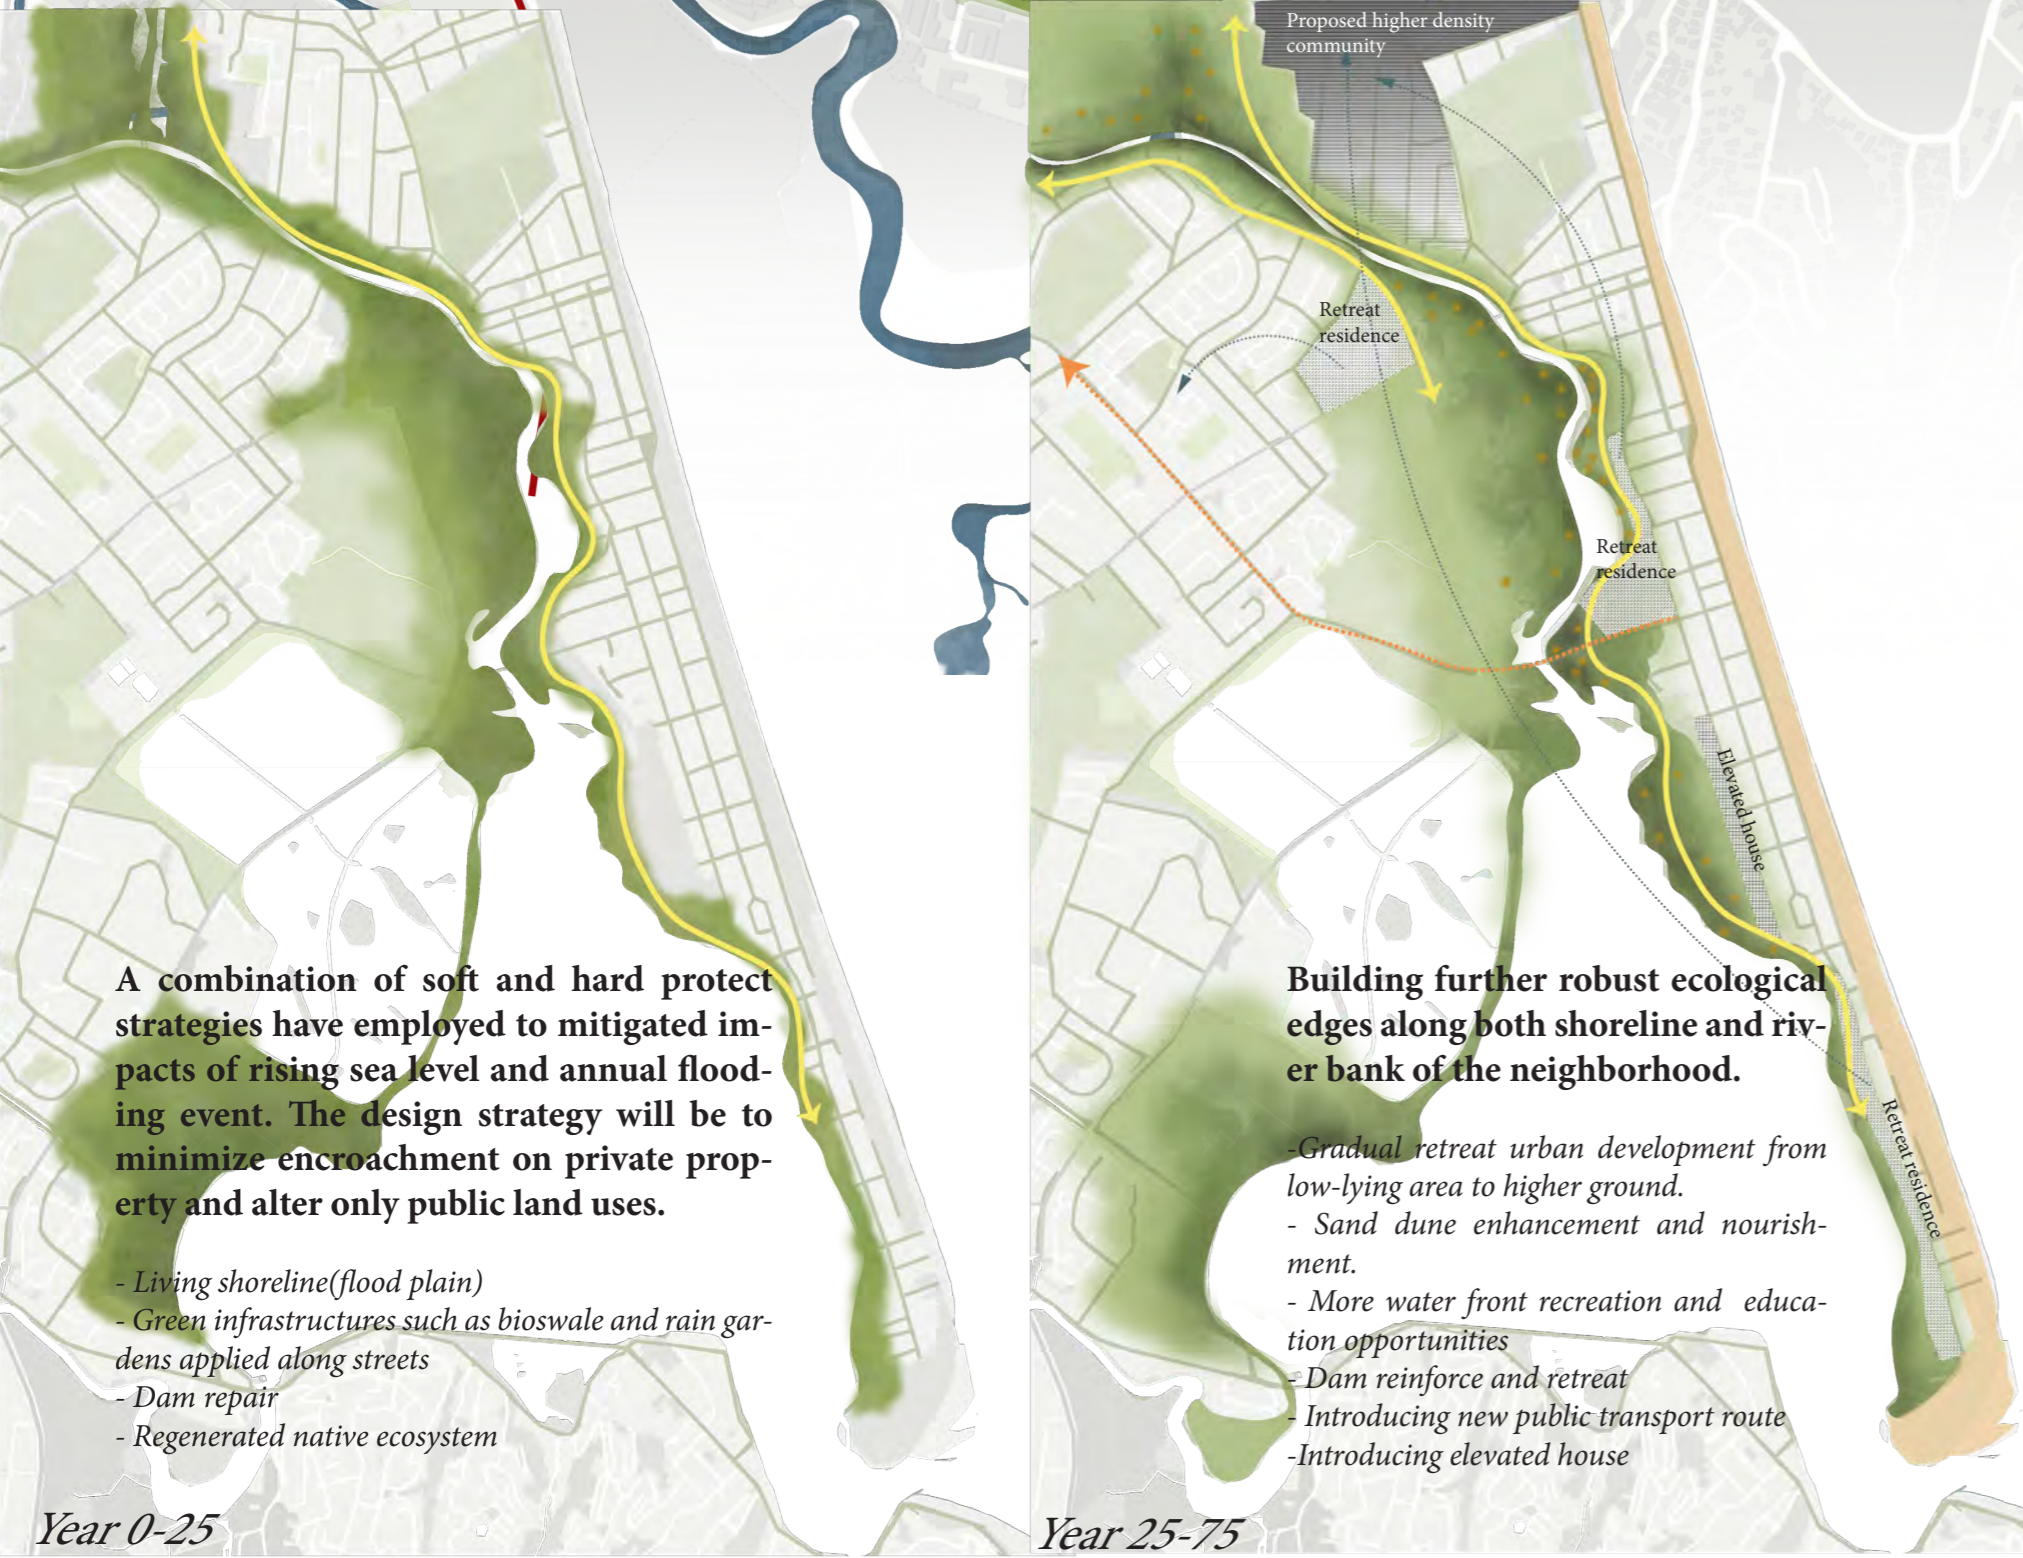 A combination of soft and hard protect
strategies have employed to mitigated im-
pacts of rising sea level and annual flood-
ing event. The design strategy will be to
minimize encroachment on private prop-
erty and alter only public land uses.
- Living shoreline(flood plain)
- Green infrastructures such as bioswale and rain gar-
dens applied along streets
- Dam repair
- Regenerated native ecosystem
Year 0-25
Proposed higher density
community
Retreat
residence
Retreat
residence
Elevated house
Retreat residence
Building further robust ecological
edges along both shoreline and riv-
er bank of the neighborhood.
-Gradual retreat urban development from
low-lying area to higher ground.
- Sand dune enhancement and nourish-
ment.
- More water front recreation and educa-
tion opportunities
- Dam reinforce and retreat
- Introducing new public transport route
-Introducing elevated house
Year 25-75